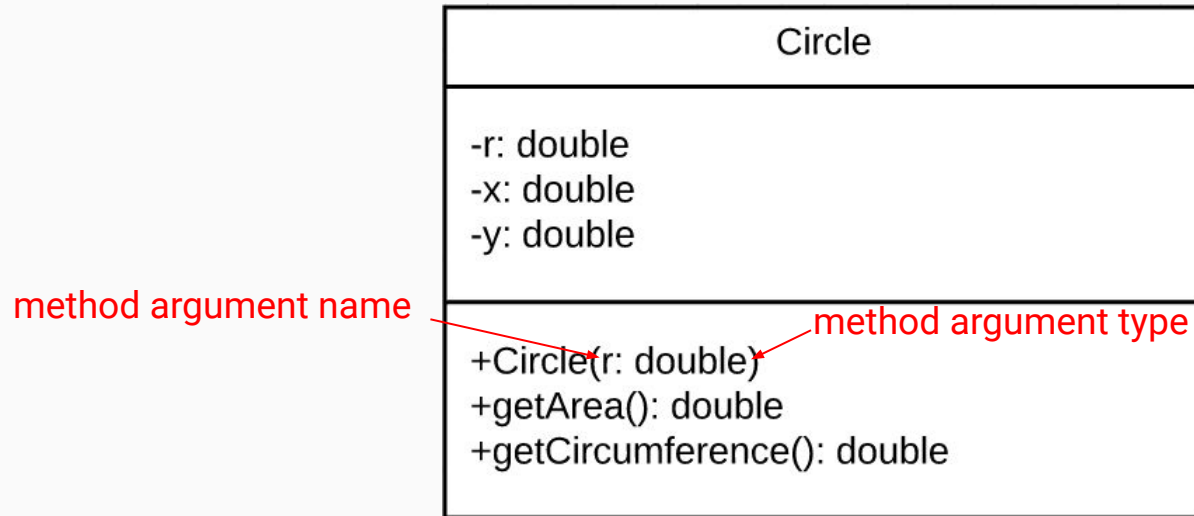 Circle
-r: double
-x: double
-y: double
method argument name
method argument type
+Circle(r: double)
+getArea(): double
+getCircumference(): double